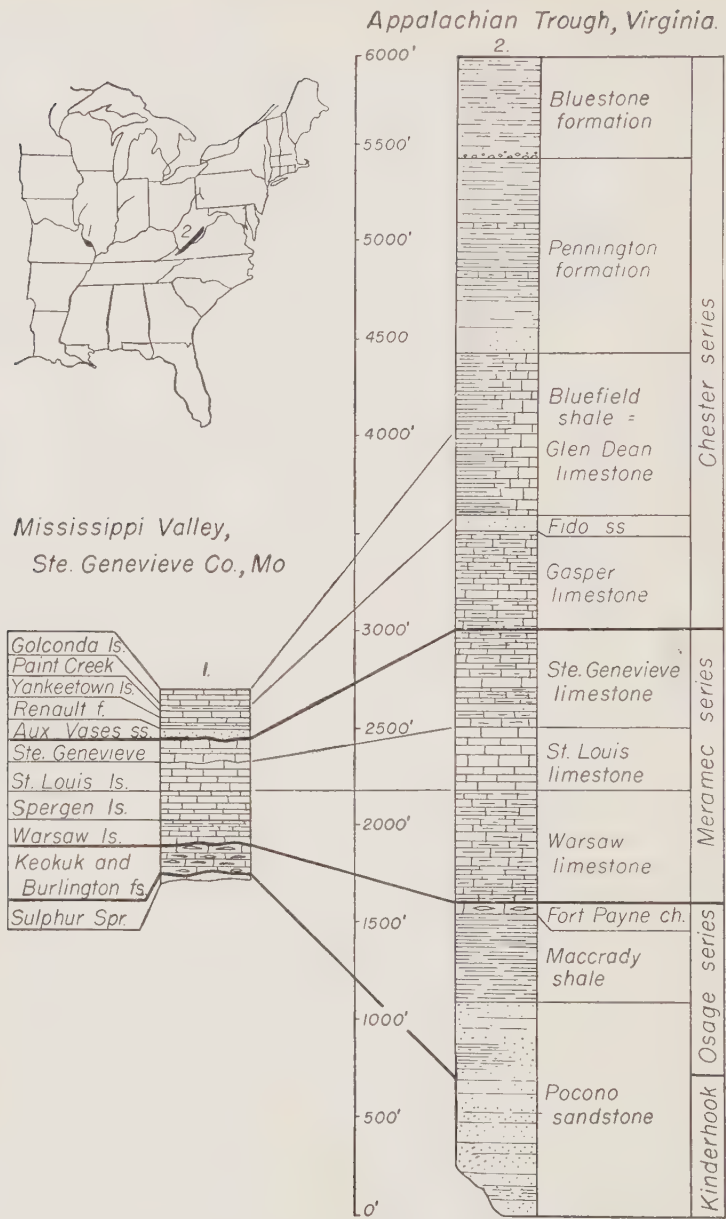 Appalachian Trough, Virginia.
2.
6000'
5500'
5000'
4500'
4000'
3000'
2500'
2000'
1500'
1000'
500'
0'
1
2
Bluestone
formation
Pennington
formation
Bluefield
shale =
Glen Dean
limestone
Fido ss
Gasper
limestone
Ste. Genevieve
limestone
St. Louis
limestone
Warsaw
limestone
Fort Payne ch.
Maccrady
shale
Pocono
sandstone
Chester series
Meramec series
Osage series
Kinderhook
Mississippi Valley,
Ste. Genevieve Co., Mo
1.
Golconda ls.
Paint Creek
Yankeetown ls.
Renault f.
Aux Vases ss.
Ste. Genevieve
St. Louis ls.
Spergen ls.
Warsaw ls.
Keokuk and
Burlington fs.
Sulphur Spr.